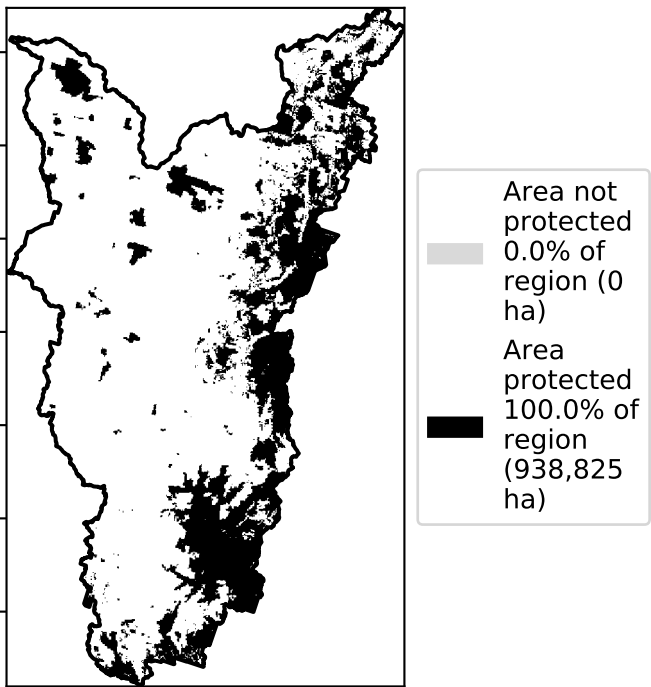 Area not
protected
0.0% of
region (0
ha)
Area
protected
100.0% of
region
(938,825
ha)